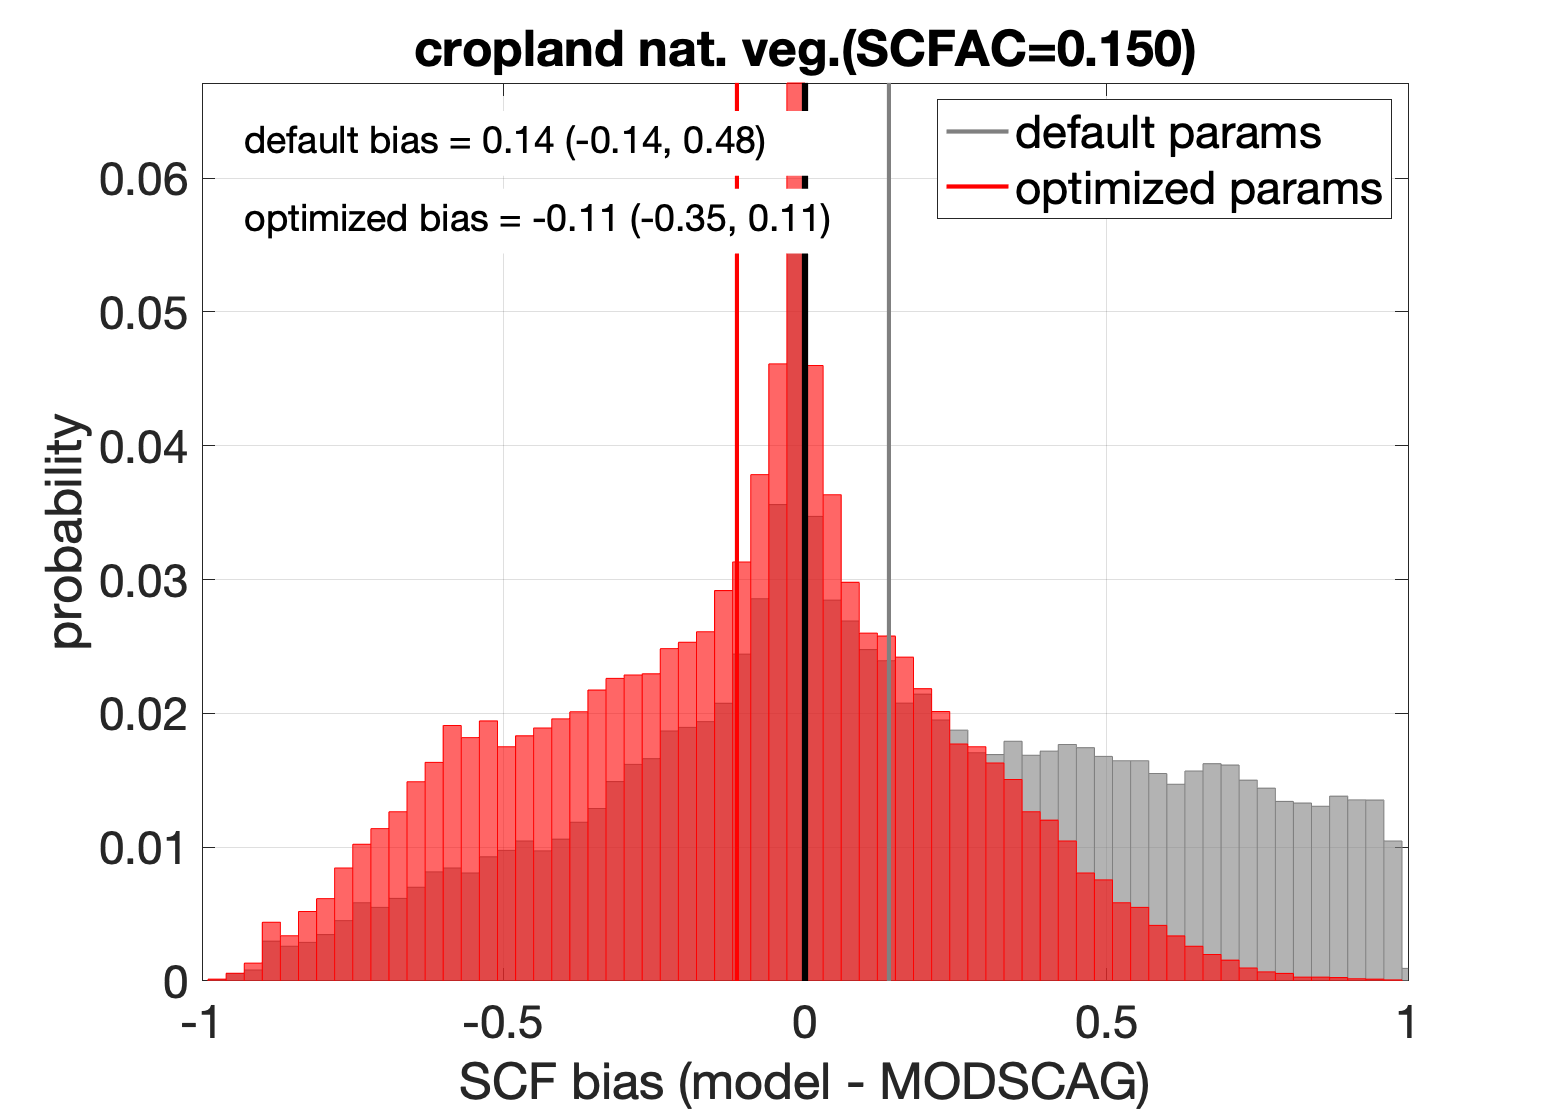 cropland nat. veg.(SCFAC=0.150)
default bias = 0.14 (-0.14, 0.48)
optimized bias = -0.11 (-0.35, 0.11)
default params
optimized params
probability
0.06
0.05
0.04
0.03
0.02
0.01
0
-1
-0.5
0
0.5
1
SCF bias (model - MODSCAG)